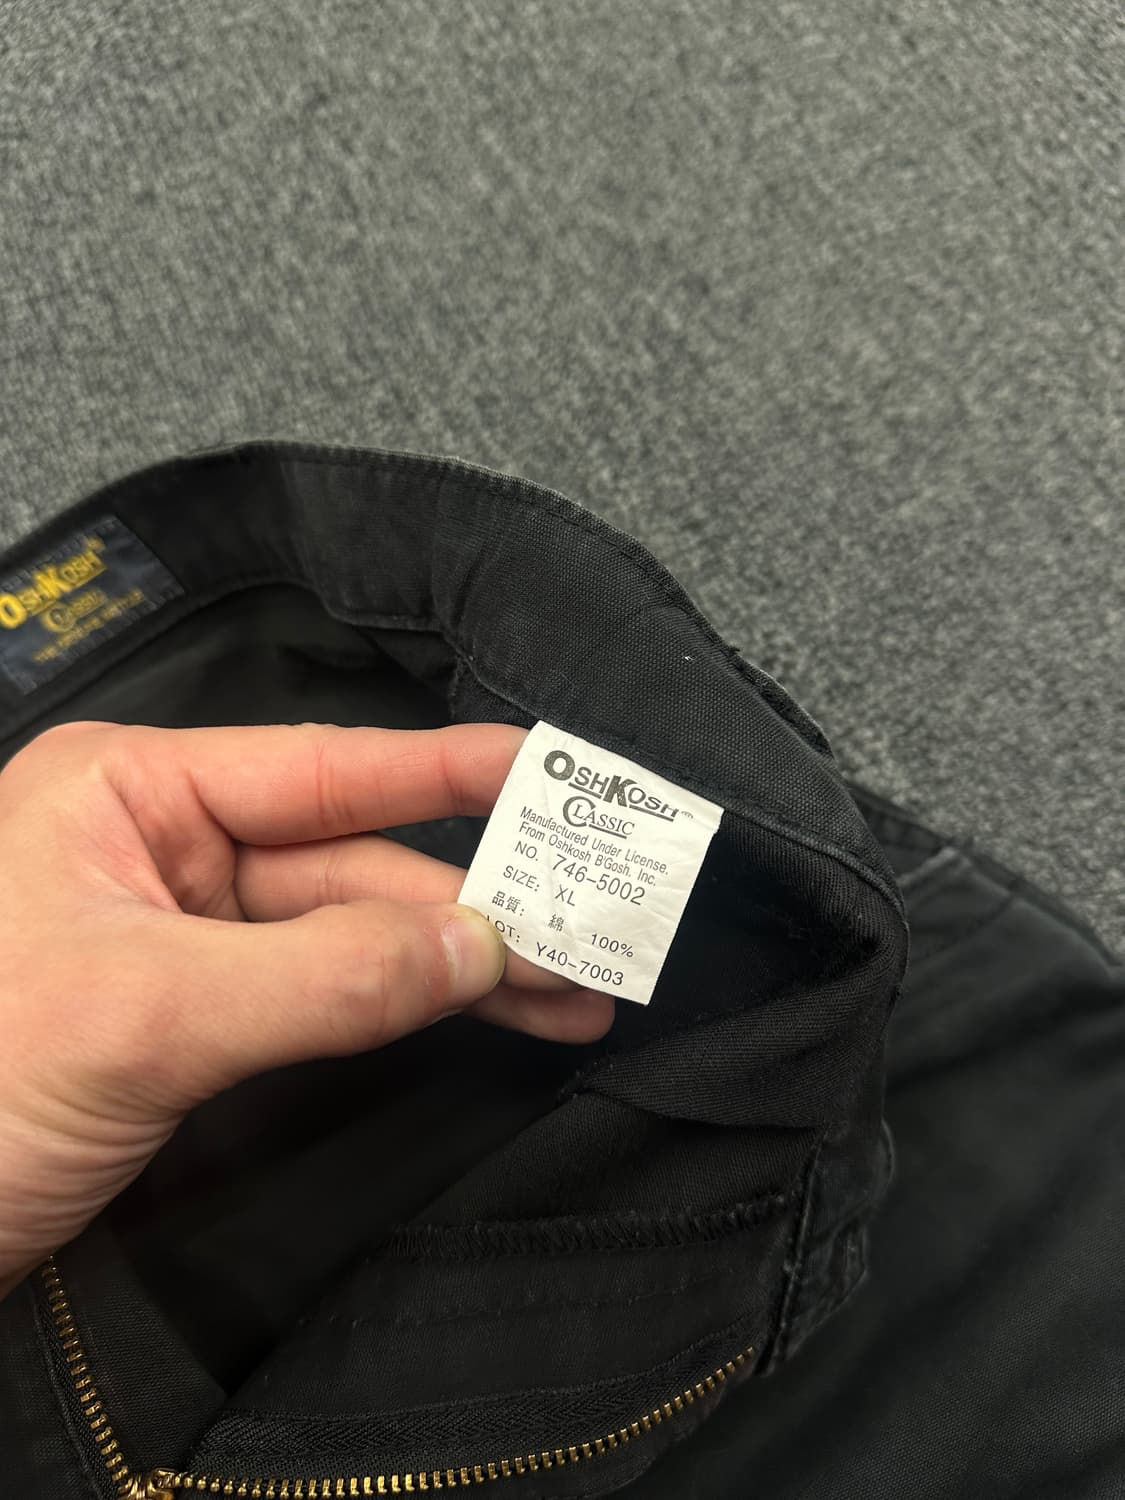 OSHKOSH
CLASSIC
OSHKOSH™
CLASSIC
Manufactured Under License.
From Oshkosh B'Gosh. Inc.
NO. 746-5002
SIZE: XL
品質: 綿 100%
LOT: Y40-7003